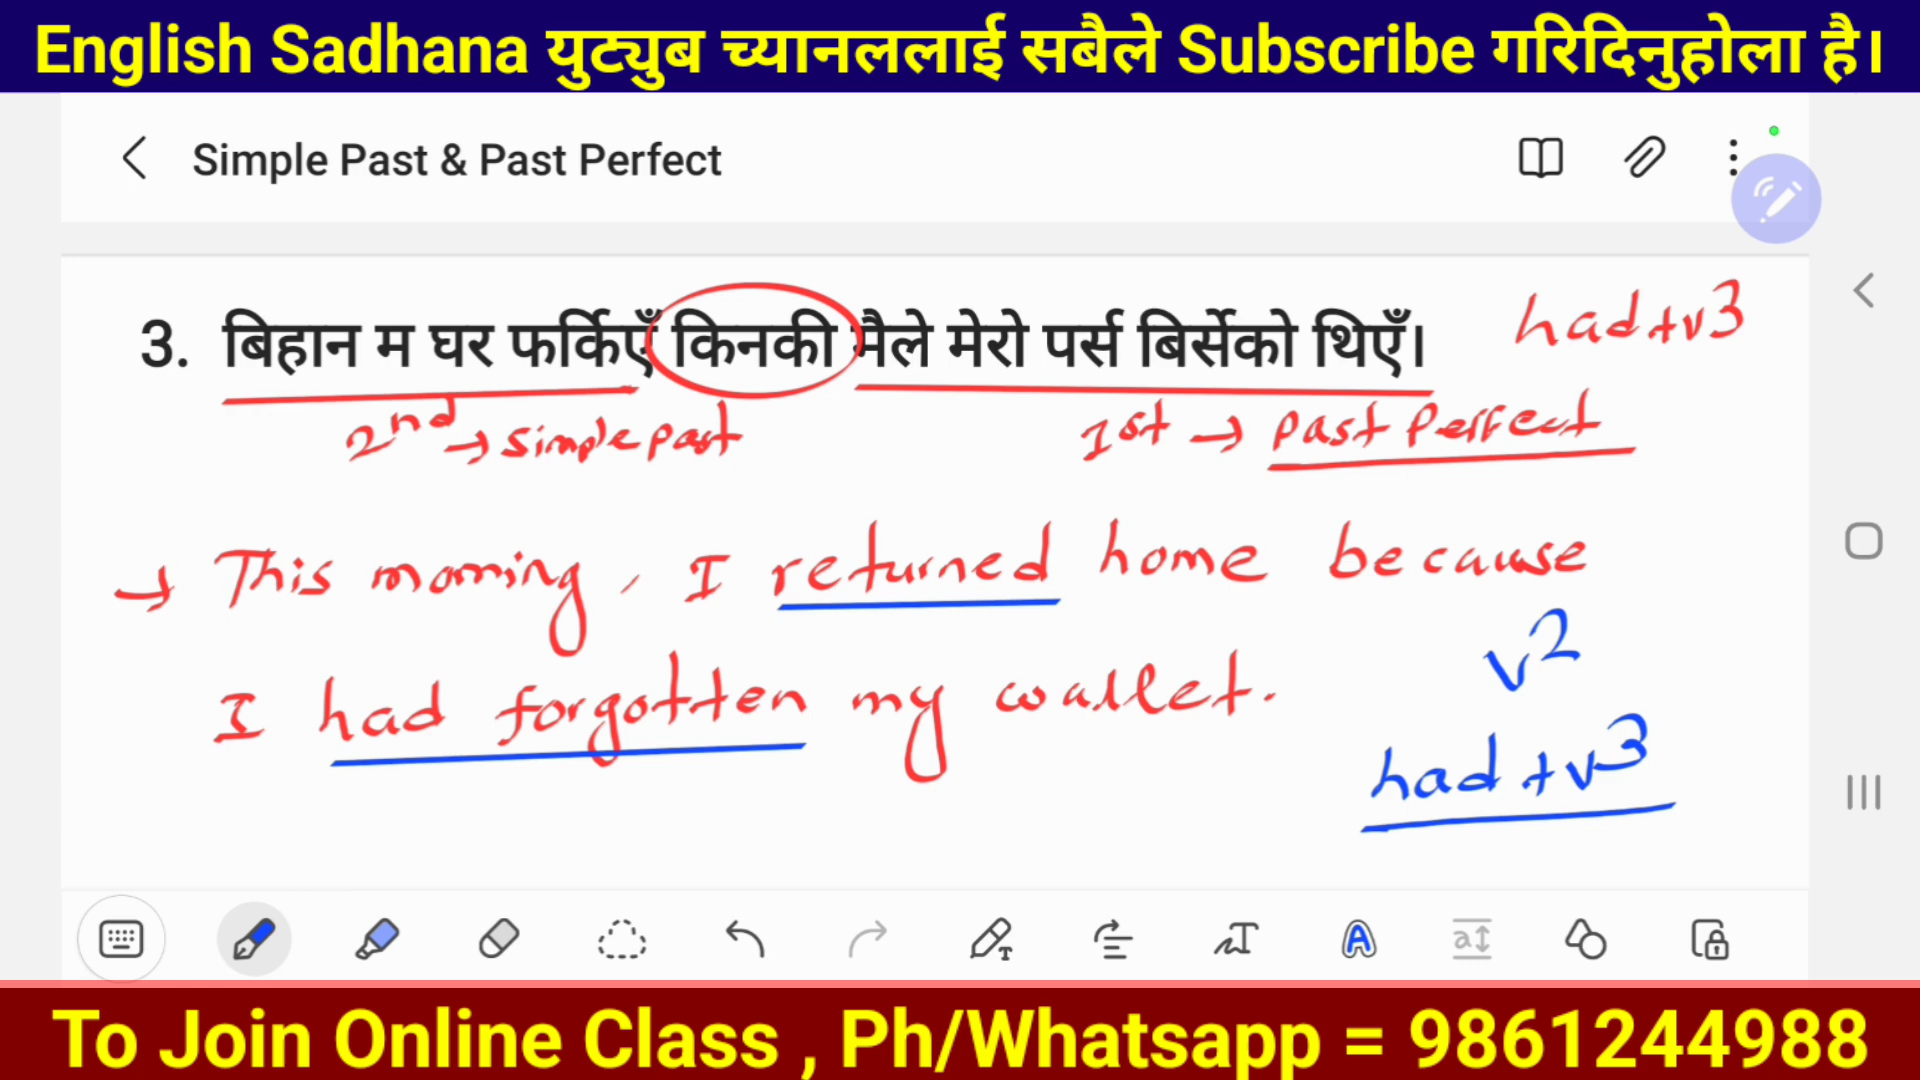 English Sadhana युट्युब च्यानललाई सबैले Subscribe गरिदिनुहोला है।
Simple Past & Past Perfect
3. बिहान म घर फर्किएँ किनकी मैले मेरो पर्स बिर्सेको थिएँ।
had+v3
2nd → simple past
1st → Past Perfect
→ This morning, I returned home because
v2
I had forgotten my wallet.
had+v3
To Join Online Class , Ph/Whatsapp = 9861244988